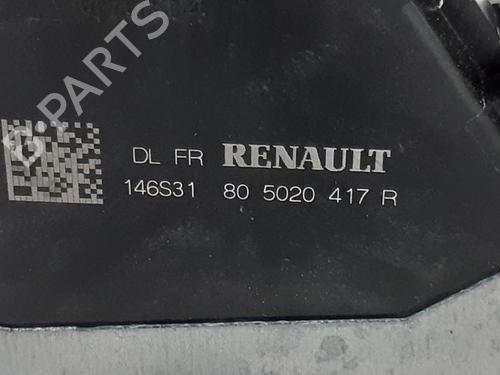 B-PARTS
DL FR RENAULT
146S31 80 5020 417 R